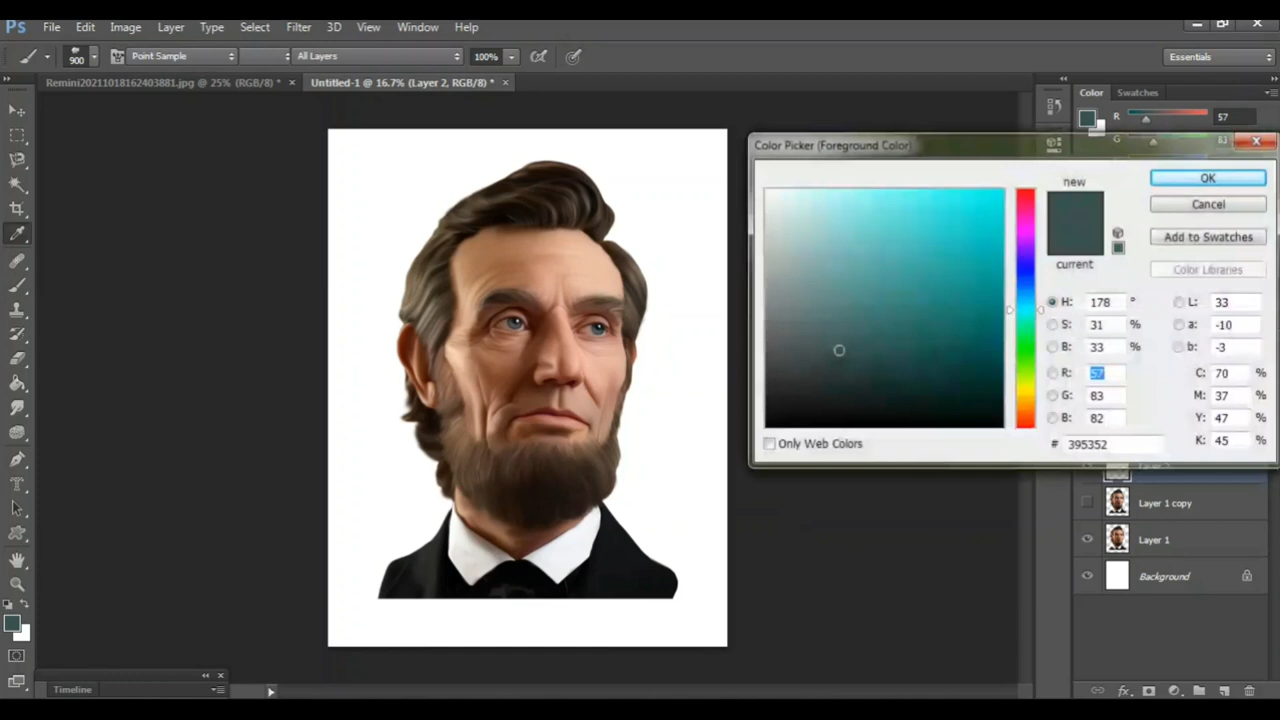 Ps File Edit Image Layer Type Select Filter 3D View Window Help
900 Point Sample All Layers 100% Essentials
Remini20211018162403881.jpg @ 25% (RGB/8) * × Untitled-1 @ 16.7% (Layer 2, RGB/8) * ×
Color Swatches
R 57
G 83
Color Picker (Foreground Color)
new
OK
Cancel
Add to Swatches
current
Color Libraries
H: 178 ° L: 33
S: 31 % a: -10
B: 33 % b: -3
R: 57 C: 70 %
G: 83 M: 37 %
B: 82 Y: 47 %
K: 45 %
Only Web Colors # 395352
Layer 1 copy
Layer 1
Background
Timeline
fx